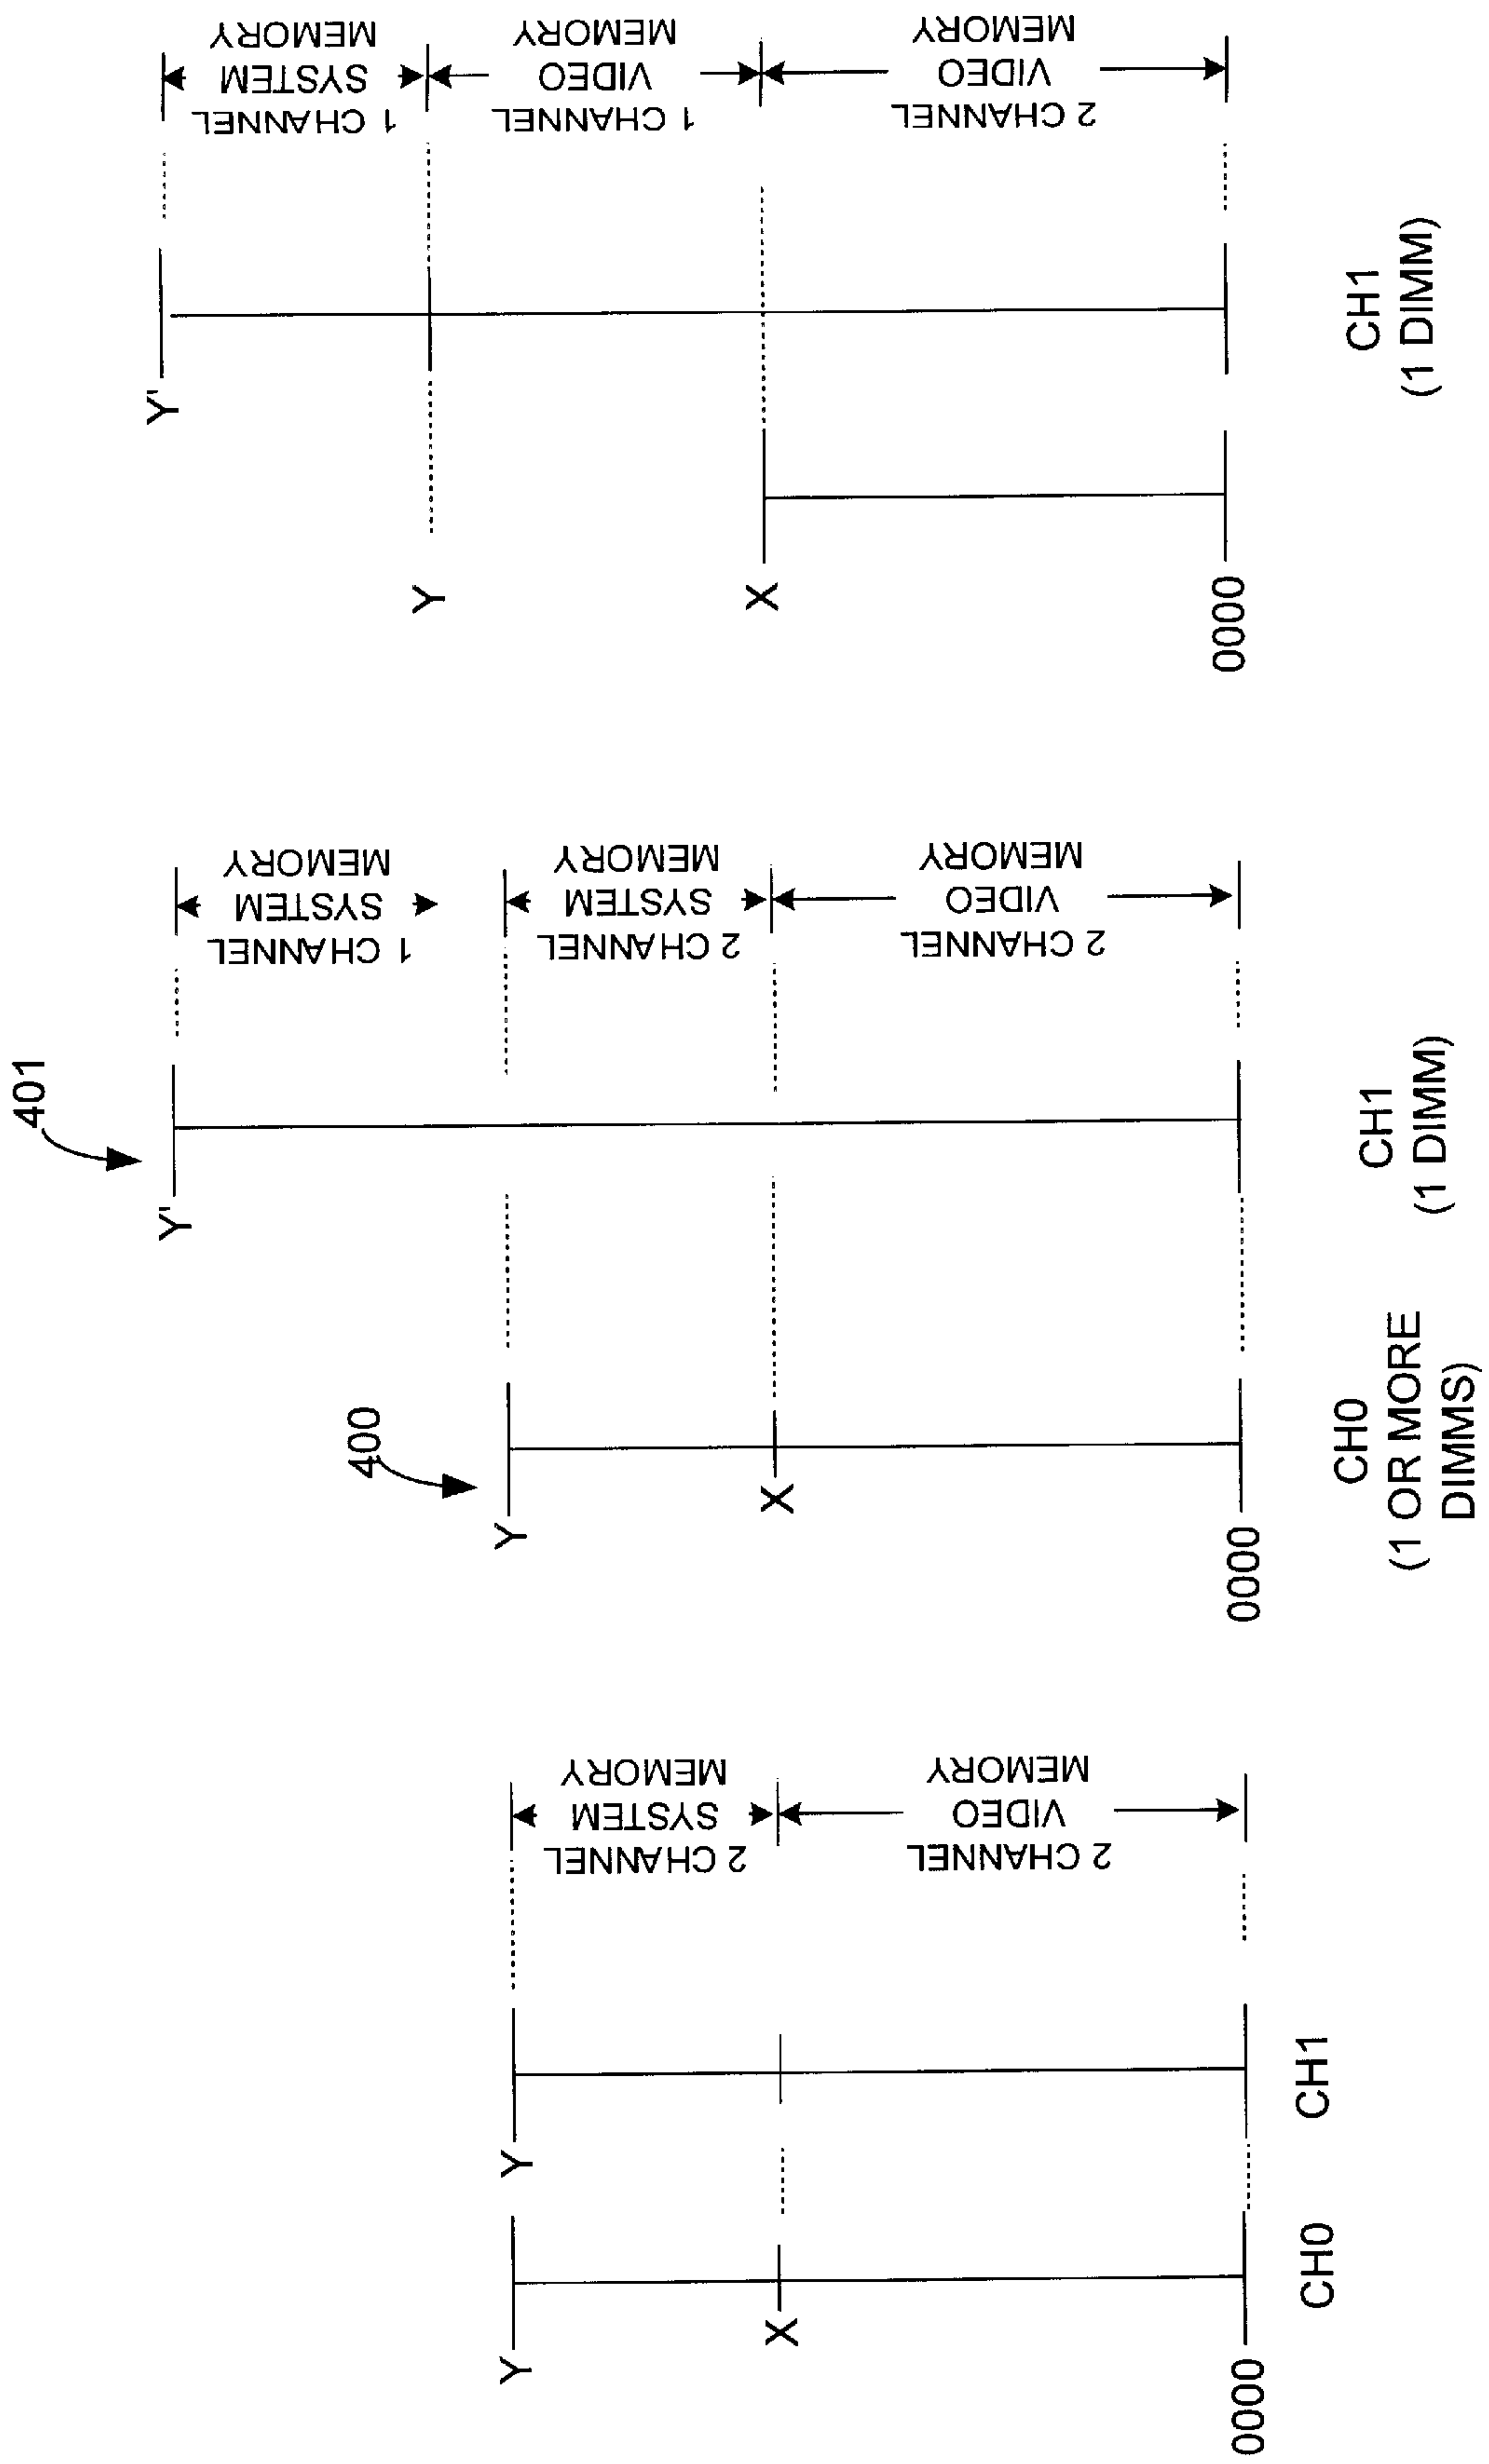 Y
X
0000
CH0
Y
CH1
2 CHANNEL
SYSTEM
MEMORY
2 CHANNEL
VIDEO
MEMORY
400
Y
X
0000
CH0
(1 OR MORE
DIMMS)
401
Y'
CH1
(1 DIMM)
1 CHANNEL
SYSTEM
MEMORY
2 CHANNEL
SYSTEM
MEMORY
2 CHANNEL
VIDEO
MEMORY
Y
X
0000
Y'
CH1
(1 DIMM)
1 CHANNEL
SYSTEM
MEMORY
1 CHANNEL
VIDEO
MEMORY
2 CHANNEL
VIDEO
MEMORY